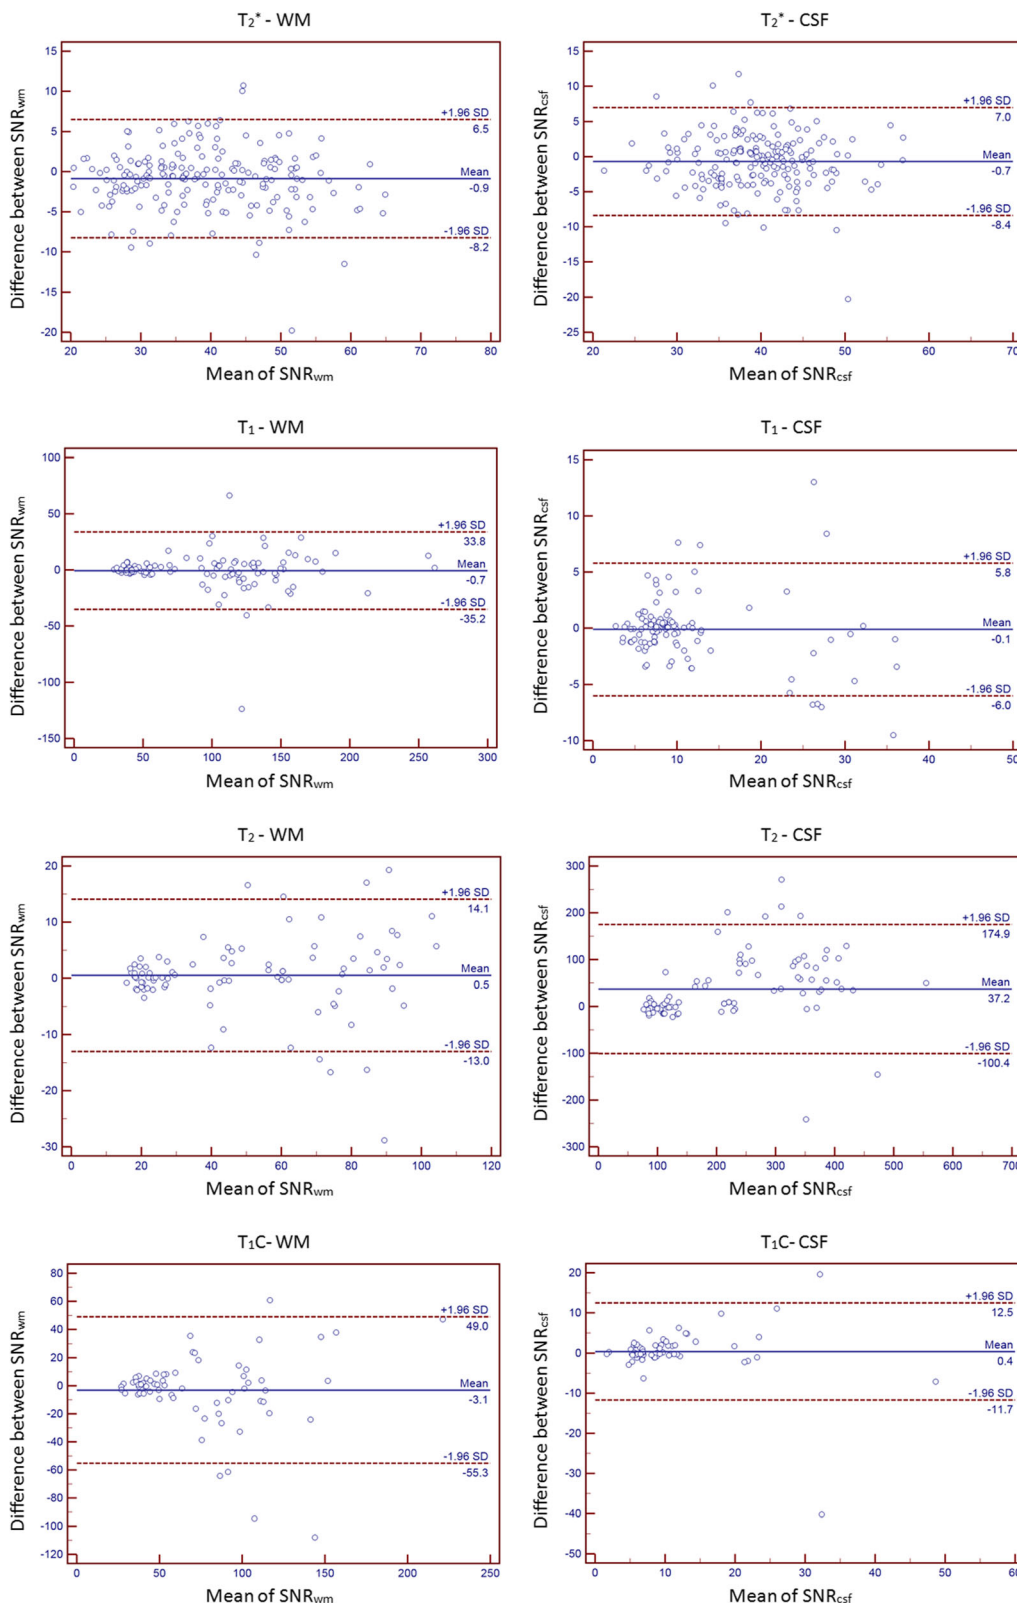 T2* - WM
Difference between SNRwm
15
10
5
0
-5
-10
-15
-20
+1.96 SD
6.5
Mean
-0.9
-1.96 SD
-8.2
20 30 40 50 60 70 80
Mean of SNRwm
T2* - CSF
Difference between SNRcsf
15
10
5
0
-5
-10
-15
-20
-25
+1.96 SD
7.0
Mean
-0.7
-1.96 SD
-8.4
20 30 40 50 60 70
Mean of SNRcsf
T1 - WM
Difference between SNRwm
100
50
0
-50
-100
-150
+1.96 SD
33.8
Mean
-0.7
-1.96 SD
-35.2
0 50 100 150 200 250 300
Mean of SNRwm
T1 - CSF
Difference between SNRcsf
15
10
5
0
-5
-10
+1.96 SD
5.8
Mean
-0.1
-1.96 SD
-6.0
0 10 20 30 40 50
Mean of SNRcsf
T2 - WM
Difference between SNRwm
20
10
0
-10
-20
-30
+1.96 SD
14.1
Mean
0.5
-1.96 SD
-13.0
0 20 40 60 80 100 120
Mean of SNRwm
T2 - CSF
Difference between SNRcsf
300
200
100
0
-100
-200
-300
+1.96 SD
174.9
Mean
37.2
-1.96 SD
-100.4
0 100 200 300 400 500 600 700
Mean of SNRcsf
T1C- WM
Difference between SNRwm
80
60
40
20
0
-20
-40
-60
-80
-100
-120
+1.96 SD
49.0
Mean
-3.1
-1.96 SD
-55.3
0 50 100 150 200 250
Mean of SNRwm
T1C- CSF
Difference between SNRcsf
20
10
0
-10
-20
-30
-40
-50
+1.96 SD
12.5
Mean
0.4
-1.96 SD
-11.7
0 10 20 30 40 50 60
Mean of SNRcsf